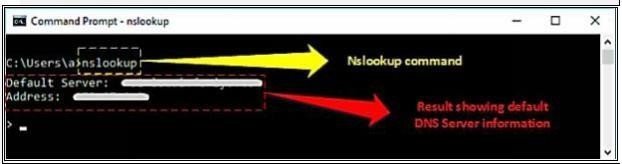 Command Prompt - nslookup
C:\Users\a>nslookup
Nslookup command
Default Server:
Address:
Result showing default
DNS Server information
>